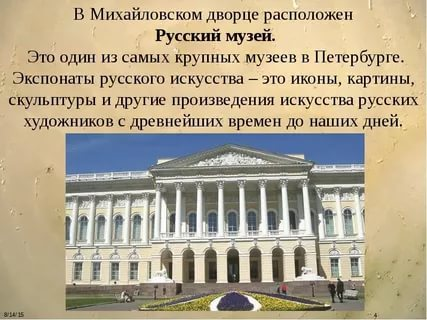 В Михайловском дворце расположен
Русский музей.
Это один из самых крупных музеев в Петербурге.
Экспонаты русского искусства – это иконы, картины,
скульптуры и другие произведения искусства русских
художников с древнейших времен до наших дней.
8/14/15
4